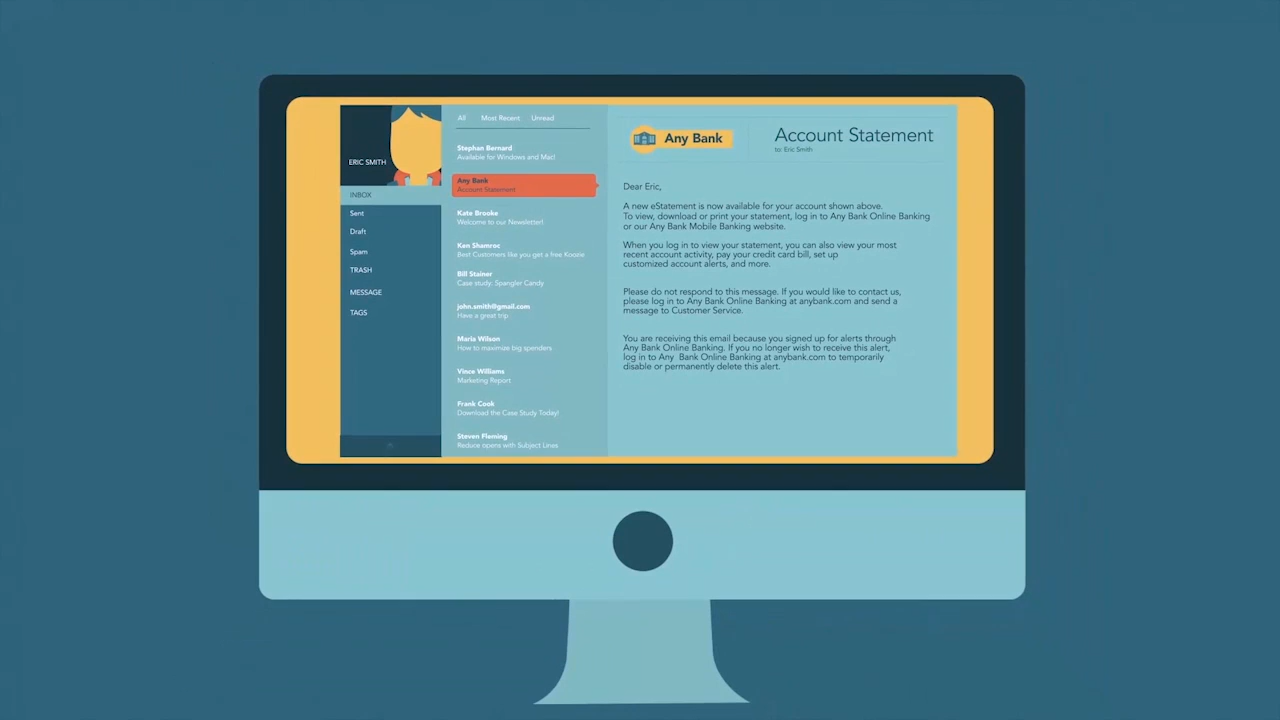 ERIC SMITH
INBOX
Sent
Draft
Spam
TRASH
MESSAGE
TAGS
All Most Recent Unread
Stephan Bernard
Available for Windows and Mac!
Any Bank
Account Statement
Kate Brooke
Welcome to our Newsletter!
Ken Shamroc
Best Customers like you get a free Koozie
Bill Stainer
Case study: Spangler Candy
john.smith@gmail.com
Have a great trip
Maria Wilson
How to maximize big spenders
Vince Williams
Marketing Report
Frank Cook
Download the Case Study Today!
Steven Fleming
Reduce opens with Subject Lines
Any Bank
Account Statement
to: Eric Smith
Dear Eric,
A new eStatement is now available for your account shown above.
To view, download or print your statement, log in to Any Bank Online Banking
or our Any Bank Mobile Banking website.
When you log in to view your statement, you can also view your most
recent account activity, pay your credit card bill, set up
customized account alerts, and more.
Please do not respond to this message. If you would like to contact us,
please log in to Any Bank Online Banking at anybank.com and send a
message to Customer Service.
You are receiving this email because you signed up for alerts through
Any Bank Online Banking. If you no longer wish to receive this alert,
log in to Any Bank Online Banking at anybank.com to temporarily
disable or permanently delete this alert.